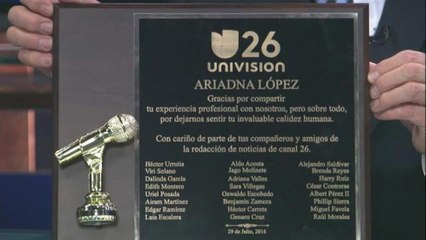 U 26
UNIVISION
ARIADNA LÓPEZ
Gracias por compartir
tu experiencia profesional con nosotros, pero sobre todo,
por dejarnos sentir tu invaluable calidez humana.
Con cariño de parte de tus compañeros y amigos de
la redacción de noticias de canal 26.
Héctor Urrutia Aldo Acosta Alejandro Saldívar
Viri Solano Jago Molinete Brenda Reyes
Dalinda García Adriana Vallez Harry Ruiz
Edith Montero Sara Villegas César Contreras
Uriel Posada Oswaldo Escobedo Albert Pérez II
Airam Martínez Benjamín Zamora Phillip Sierra
Edgar Ramírez Héctor Carrete Miguel Favela
Luis Escalera Genaro Cruz Raúl Morales
29 de Julio, 2016